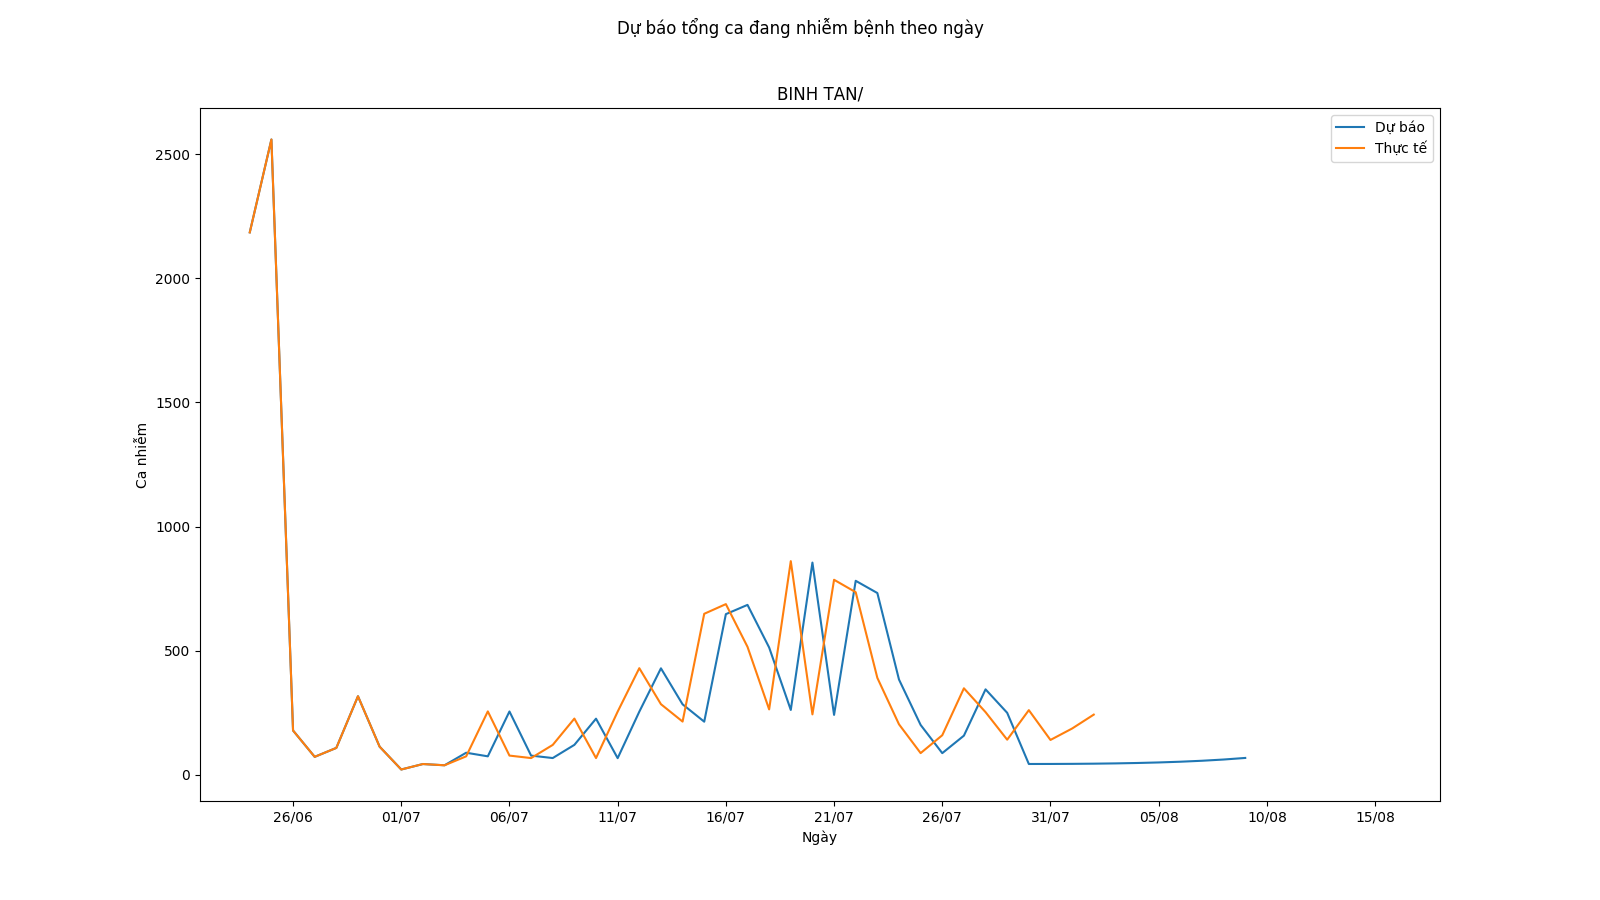 Dự báo tổng ca đang nhiễm bệnh theo ngày
BINH TAN/
Dự báo
Thực tế
2500
2000
1500
1000
500
0
Ca nhiễm
26/06 01/07 06/07 11/07 16/07 21/07 26/07 31/07 05/08 10/08 15/08
Ngày